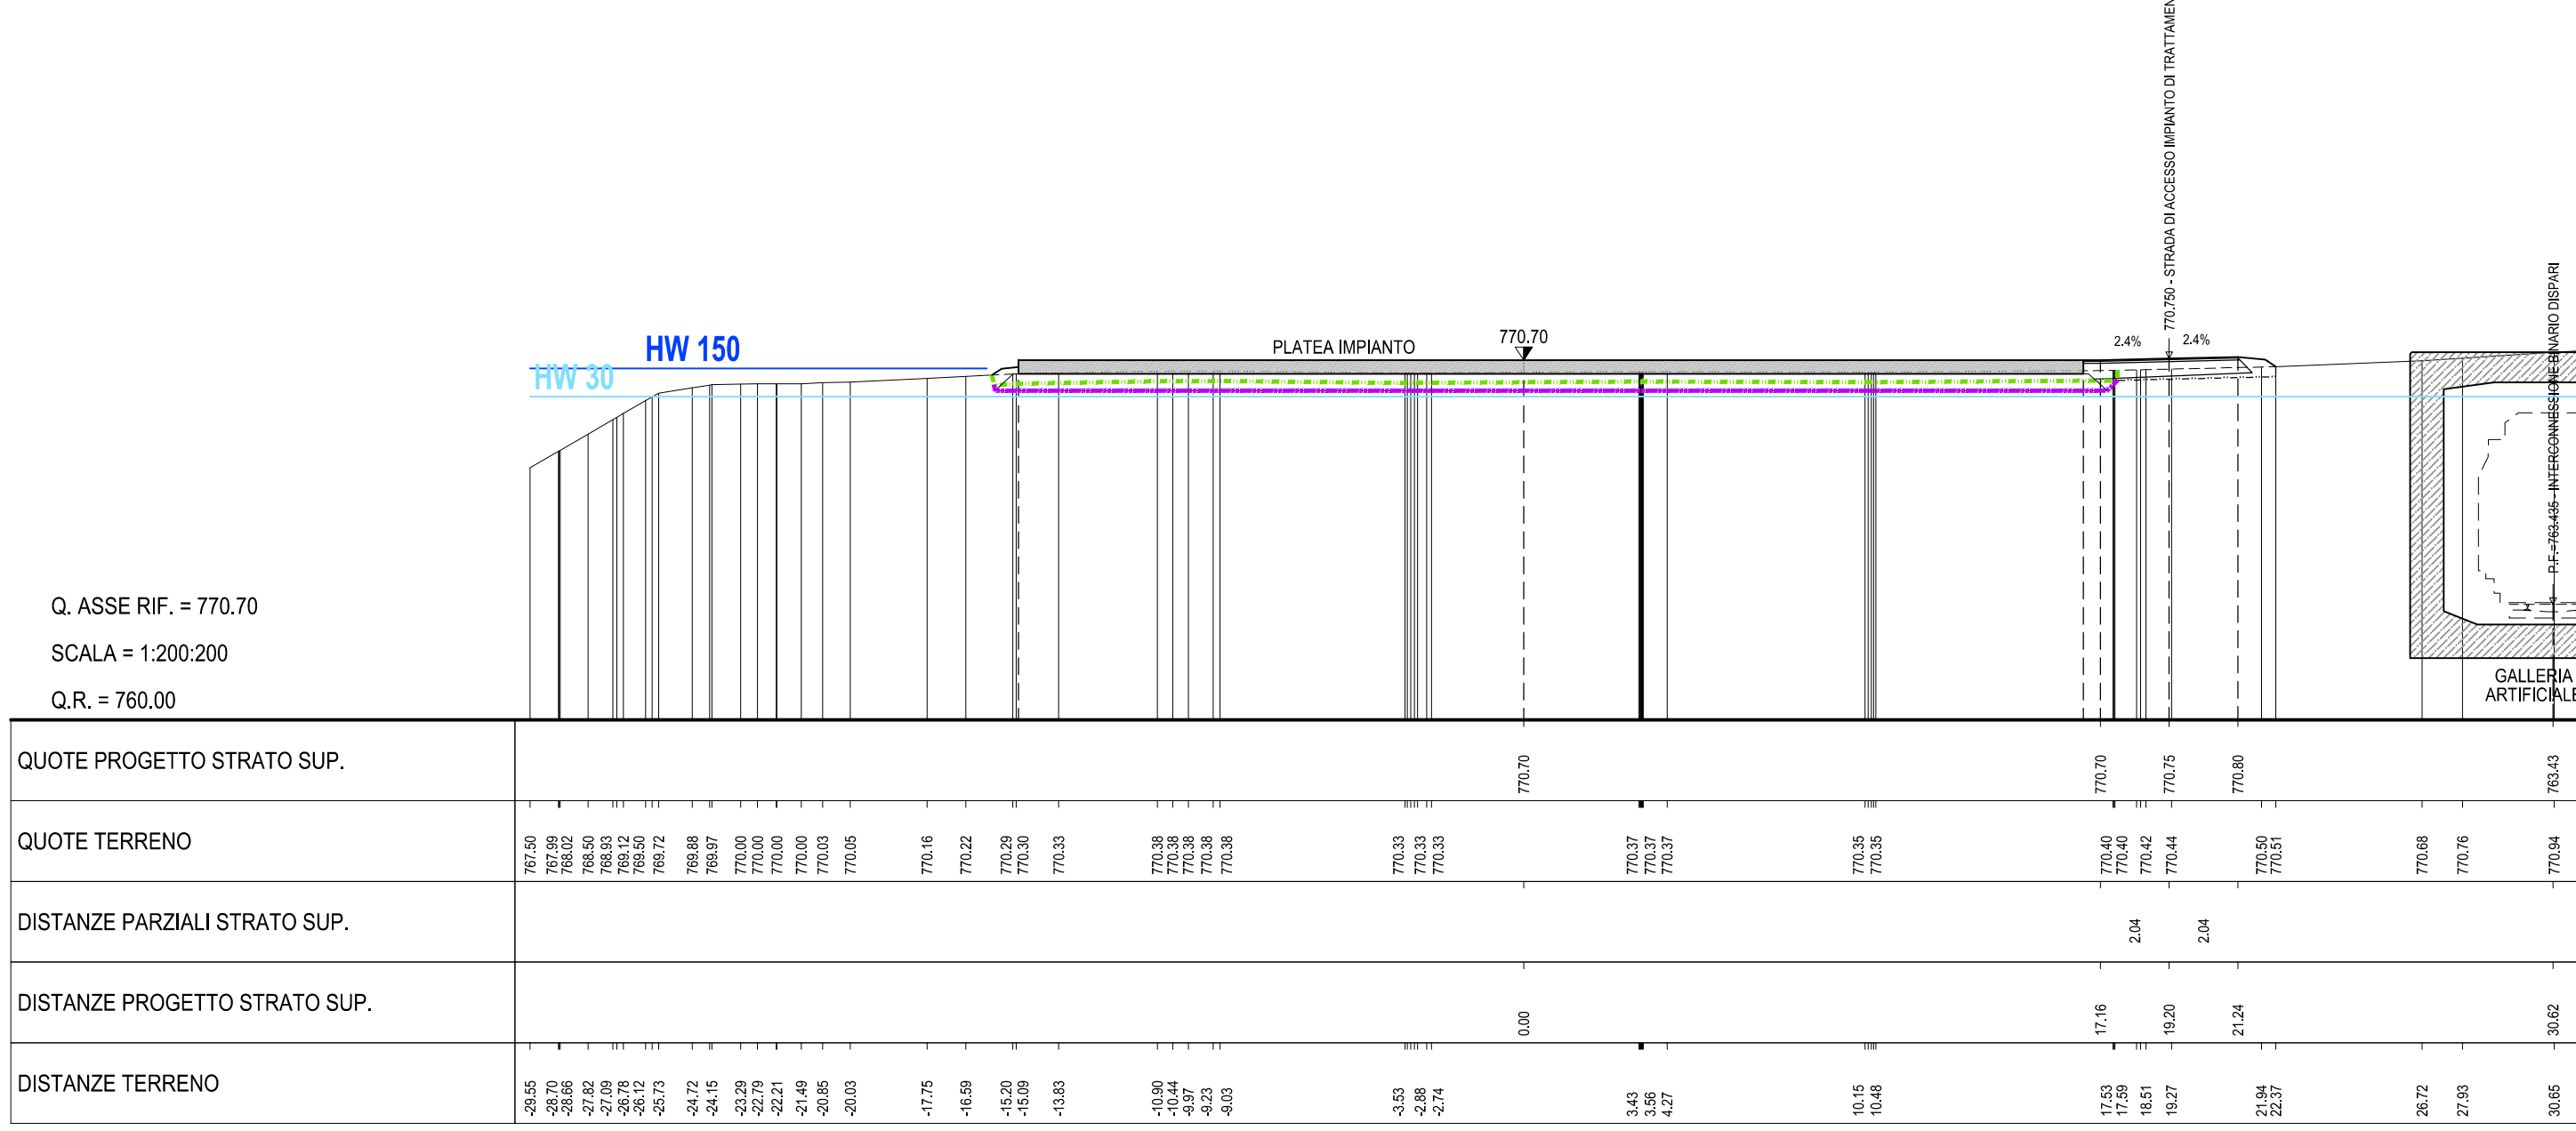 770.750 - STRADA DI ACCESSO IMPIANTO DI
HW 150
HW 30
PLATEA IMPIANTO
770.70
2.4%
2.4%
P.F.=763.435 - INTERCONNESSIONE BINARIO DISPARI
Q. ASSE RIF. = 770.70
SCALA = 1:200:200
Q.R. = 760.00
GALLERIA
ARTIFICIALE
QUOTE PROGETTO STRATO SUP.
770.70 770.70 770.75 770.80 763.43
QUOTE TERRENO
767.50 767.99 768.02 768.50 768.93 769.12 769.50 769.72 769.88 769.97 770.00 770.00 770.00 770.00 770.03 770.05 770.16 770.22 770.29 770.30 770.33 770.38 770.38 770.38 770.38 770.38 770.33 770.33 770.33 770.37 770.37 770.37 770.35 770.35 770.40 770.40 770.42 770.44 770.50 770.51 770.68 770.76 770.94
DISTANZE PARZIALI STRATO SUP.
2.04 2.04
DISTANZE PROGETTO STRATO SUP.
0.00 17.16 19.20 21.24 30.62
DISTANZE TERRENO
-29.55 -28.70 -28.66 -27.82 -27.09 -26.78 -26.12 -25.73 -24.72 -24.15 -23.29 -22.79 -22.21 -21.49 -20.85 -20.03 -17.75 -16.59 -15.20 -15.09 -13.83 -10.90 -10.44 -9.97 -9.23 -9.03 -3.53 -2.88 -2.74 3.43 3.56 4.27 10.15 10.48 17.53 17.59 18.51 19.27 21.94 22.37 26.72 27.93 30.65